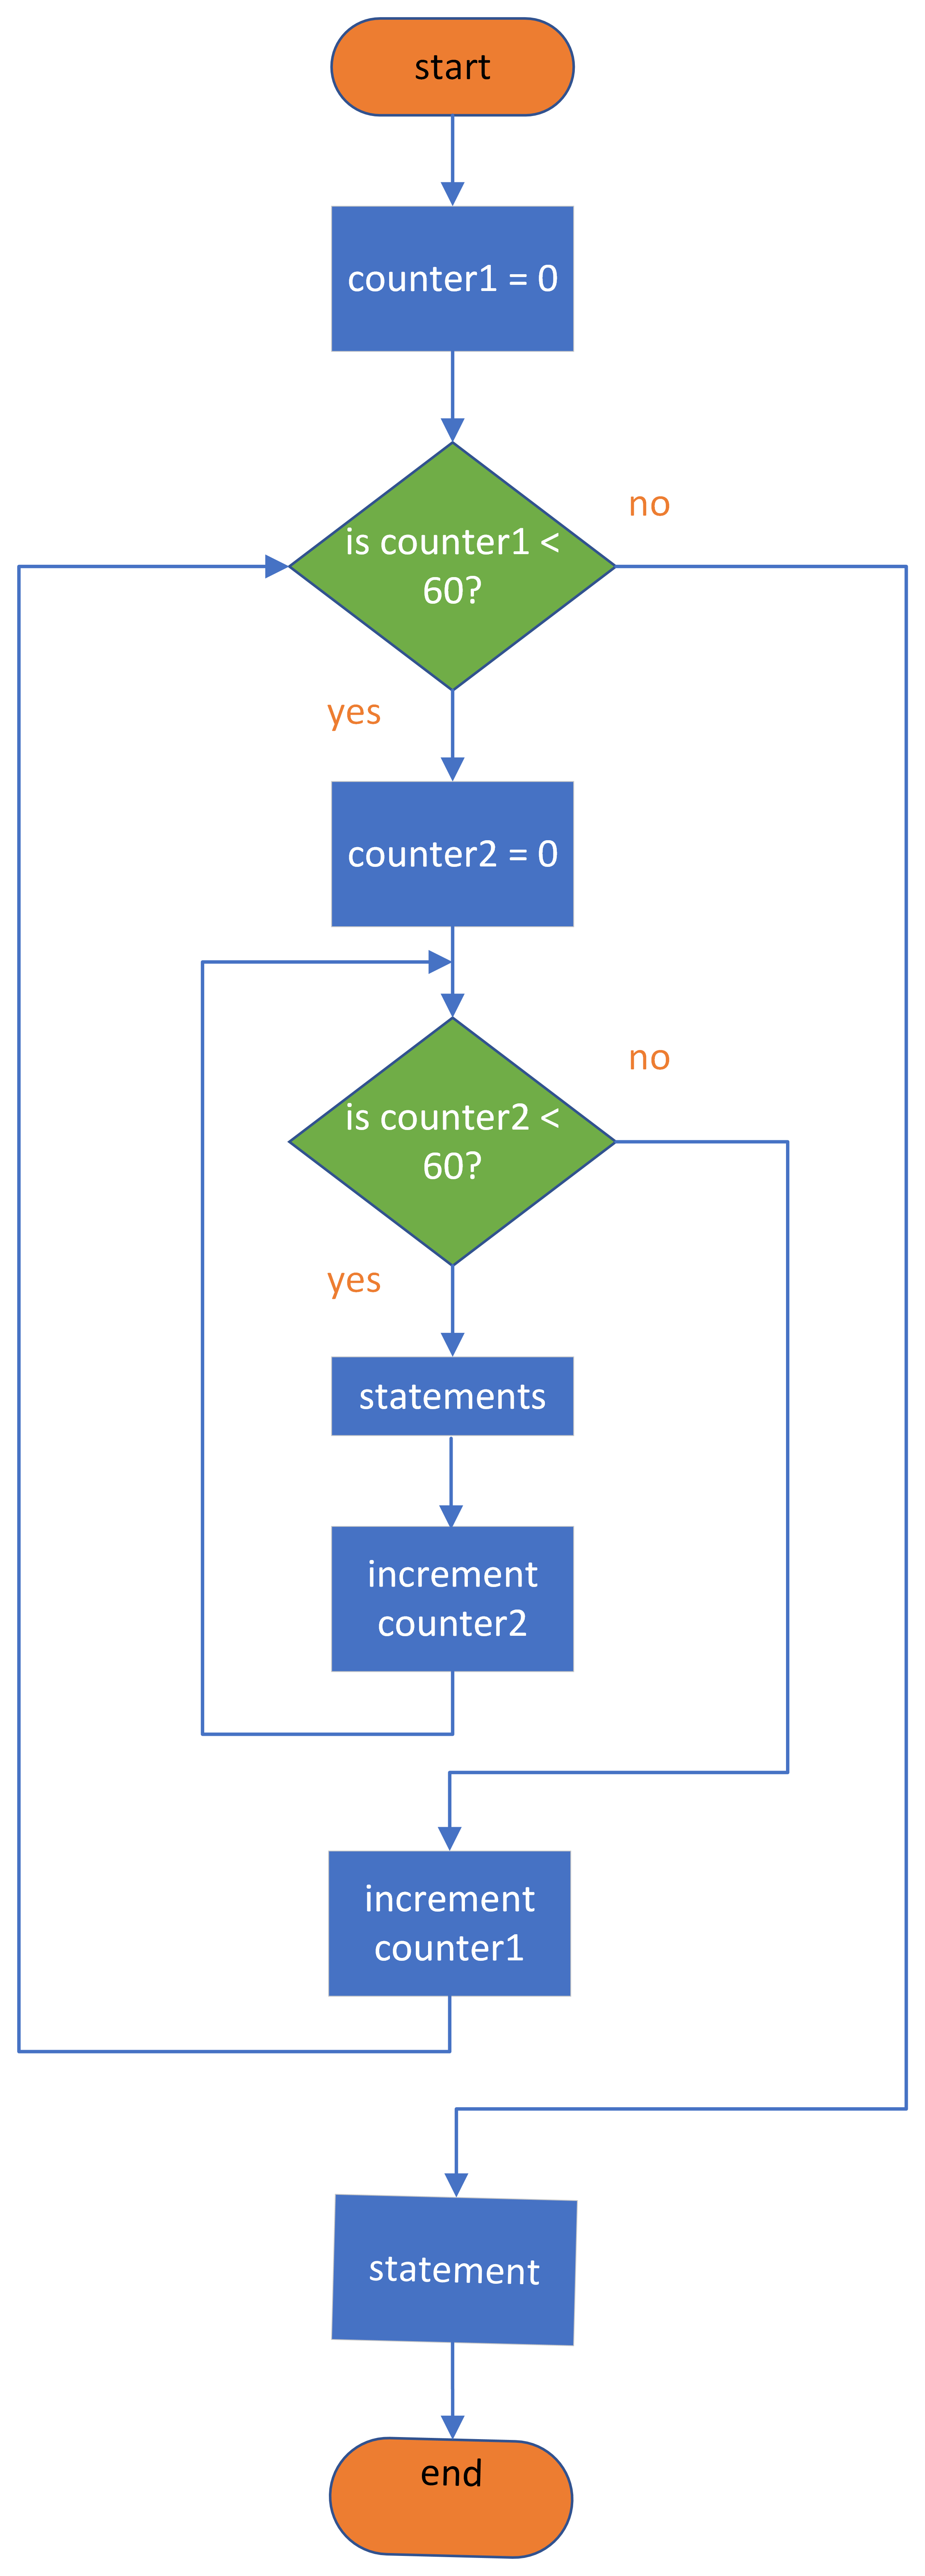 start
counter1 = 0
no
is counter1 <
60?
yes
counter2 = 0
no
is counter2 <
60?
yes
statements
increment
counter2
increment
counter1
statement
end